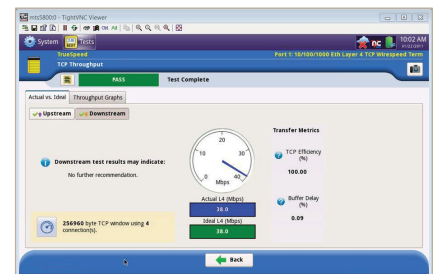 mts5800:0 - TightVNC Viewer
System
Tests
DC
10:02 AM
TrueSpeed
Port 1: 10/100/1000 Eth Layer 4 TCP Wirespeed Term
TCP Throughput
PASS
Test Complete
Actual vs. Ideal
Throughput Graphs
Upstream
Downstream
20
10
30
0
40
Mbps
Transfer Metrics
TCP Efficiency
(%)
100.00
Downstream test results may indicate:
No further recommendation.
Actual L4 (Mbps)
38.0
Ideal L4 (Mbps)
38.0
Buffer Delay
(%)
0.09
256960 byte TCP window using 4
connection(s).
Back